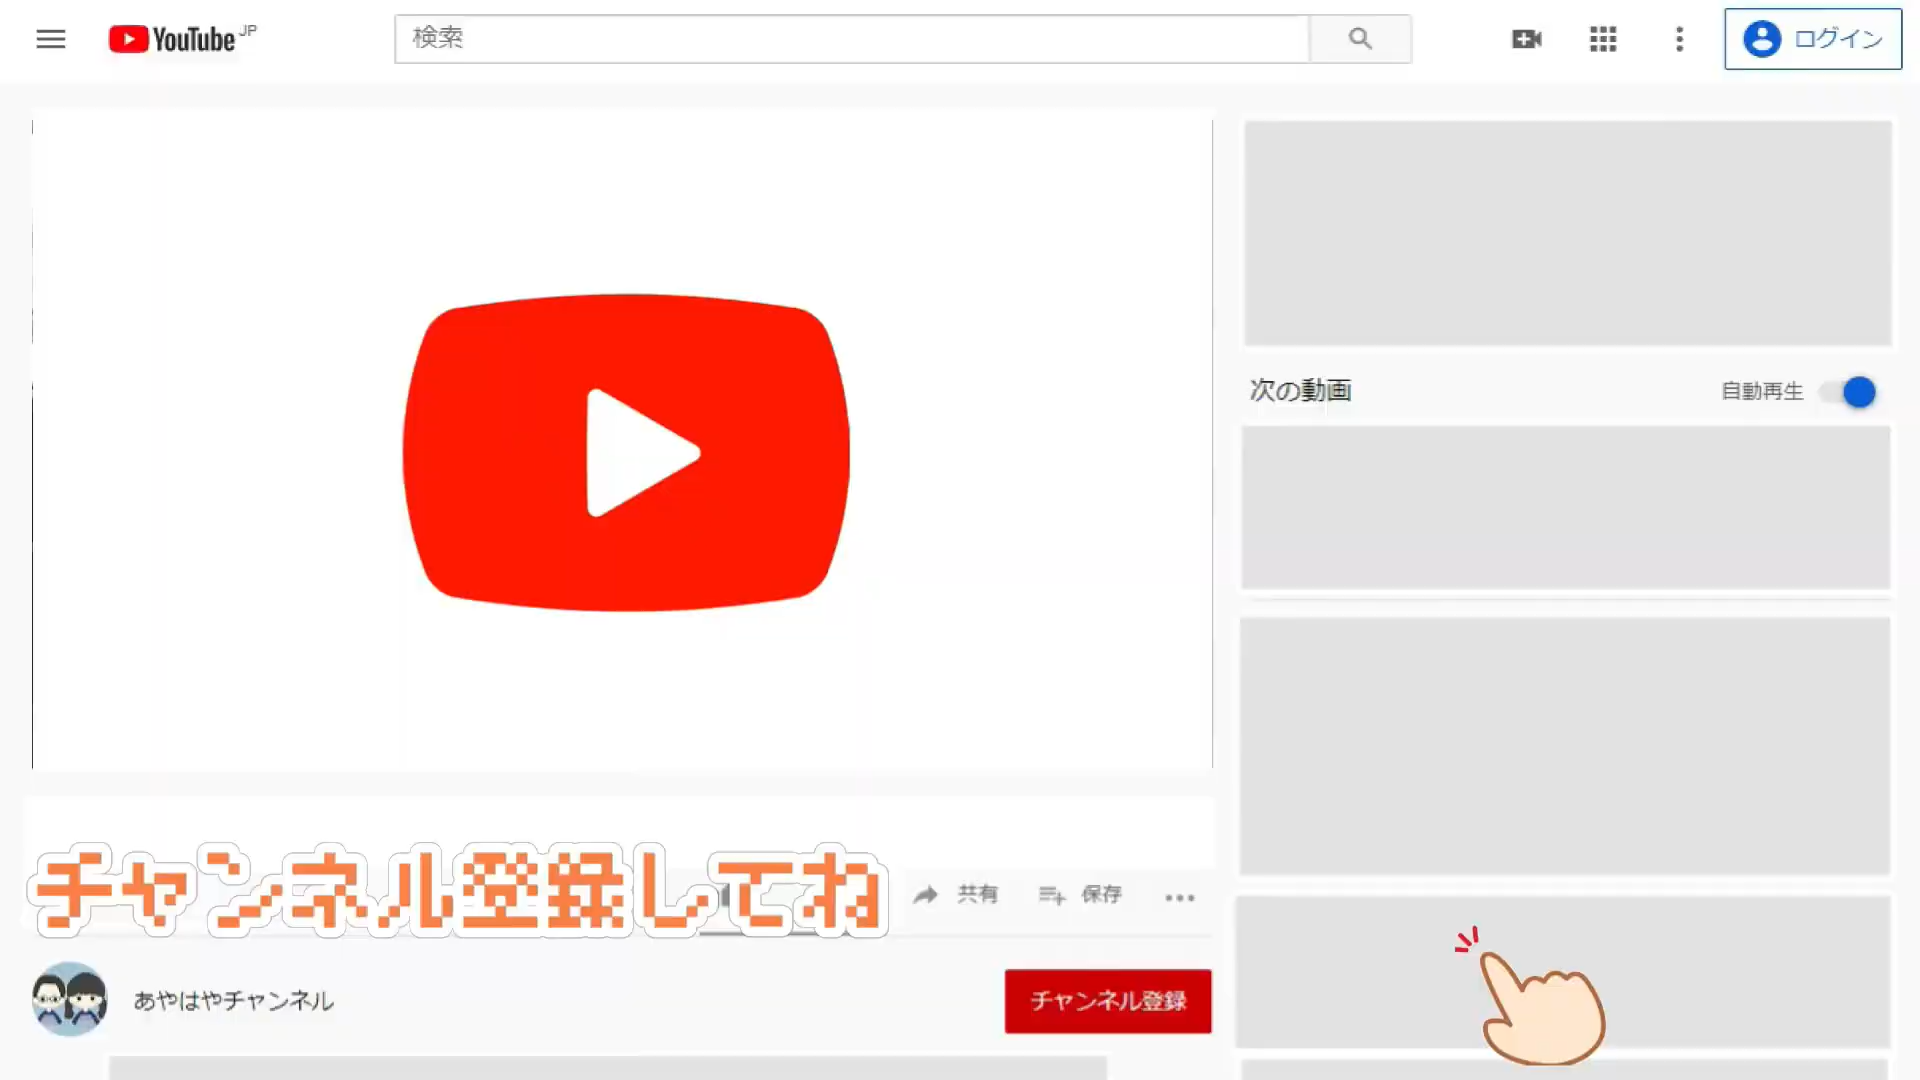 YouTube JP
検索
ログイン
次の動画
自動再生
チャンネル登録してね
共有
保存
あやはやチャンネル
チャンネル登録